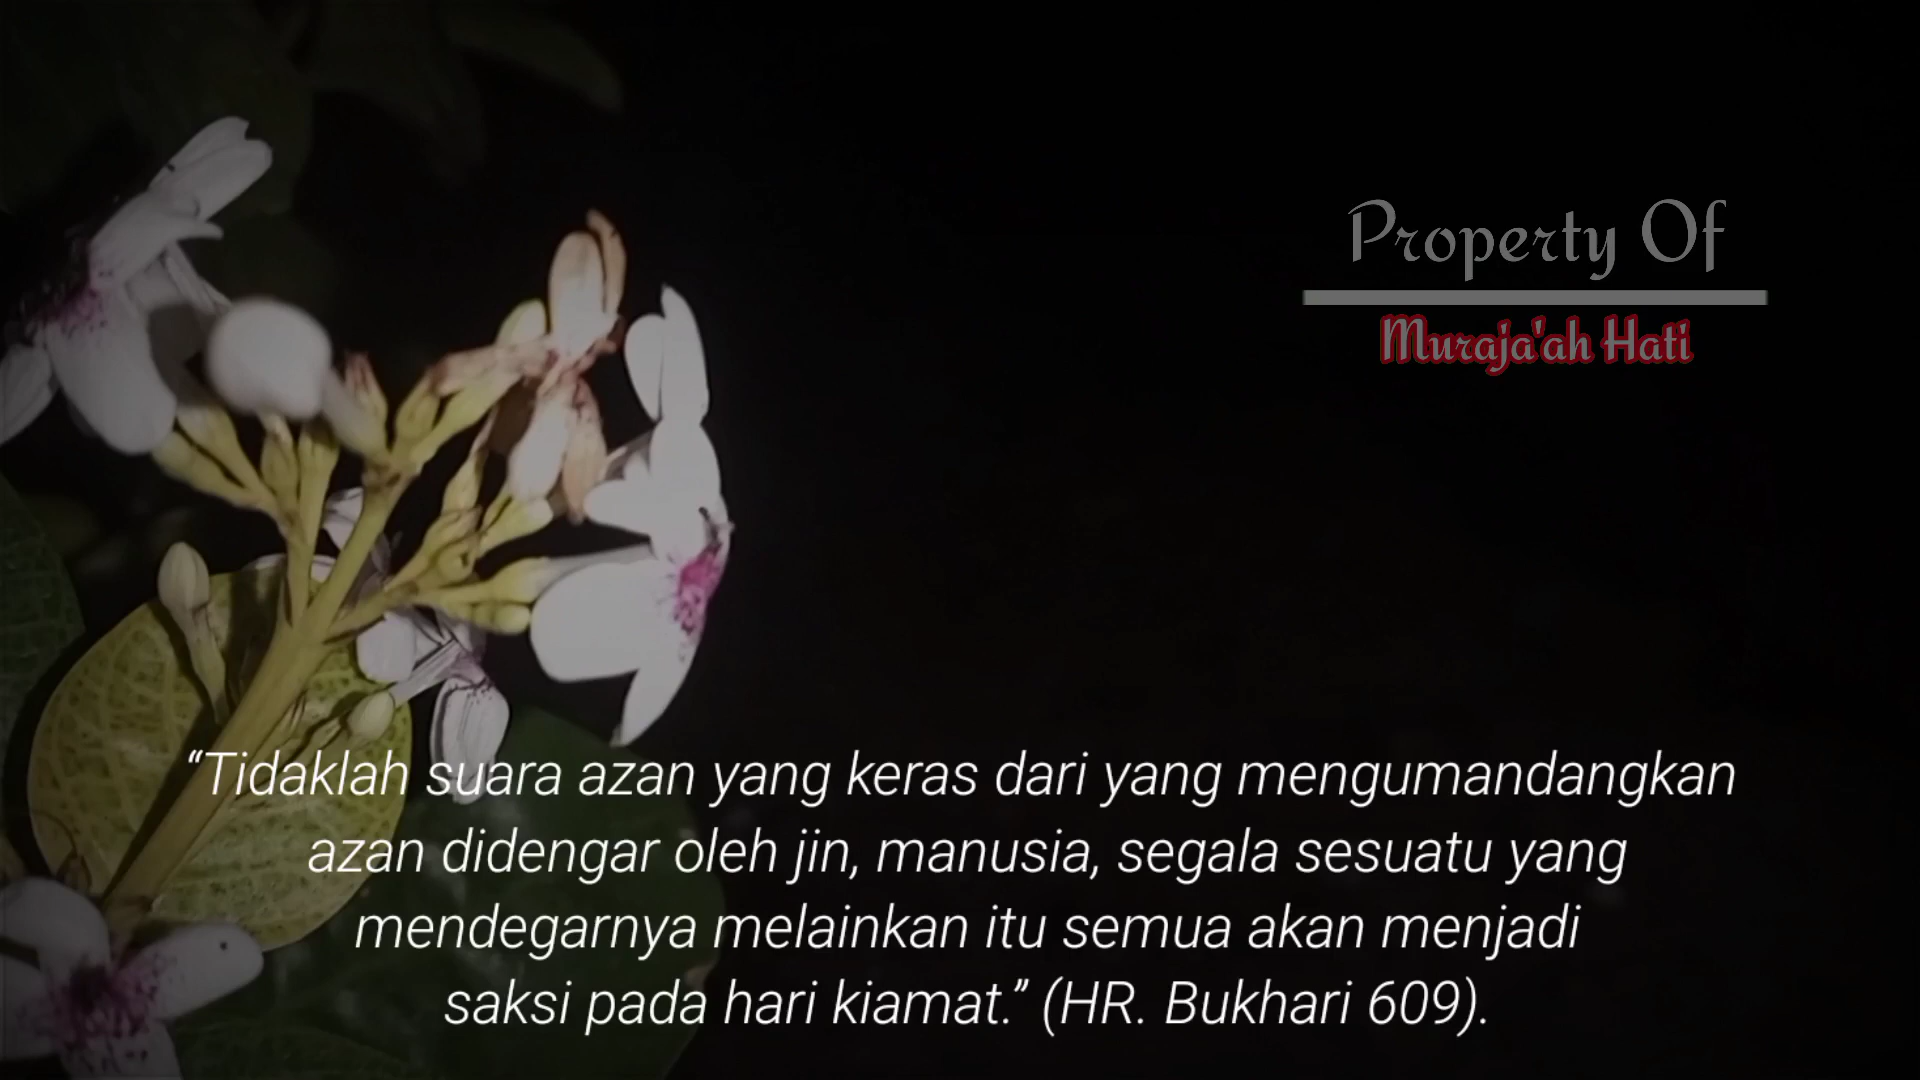 Property Of
Muraja'ah Hati
“Tidaklah suara azan yang keras dari yang mengumandangkan
azan didengar oleh jin, manusia, segala sesuatu yang
mendegarnya melainkan itu semua akan menjadi
saksi pada hari kiamat.” (HR. Bukhari 609).